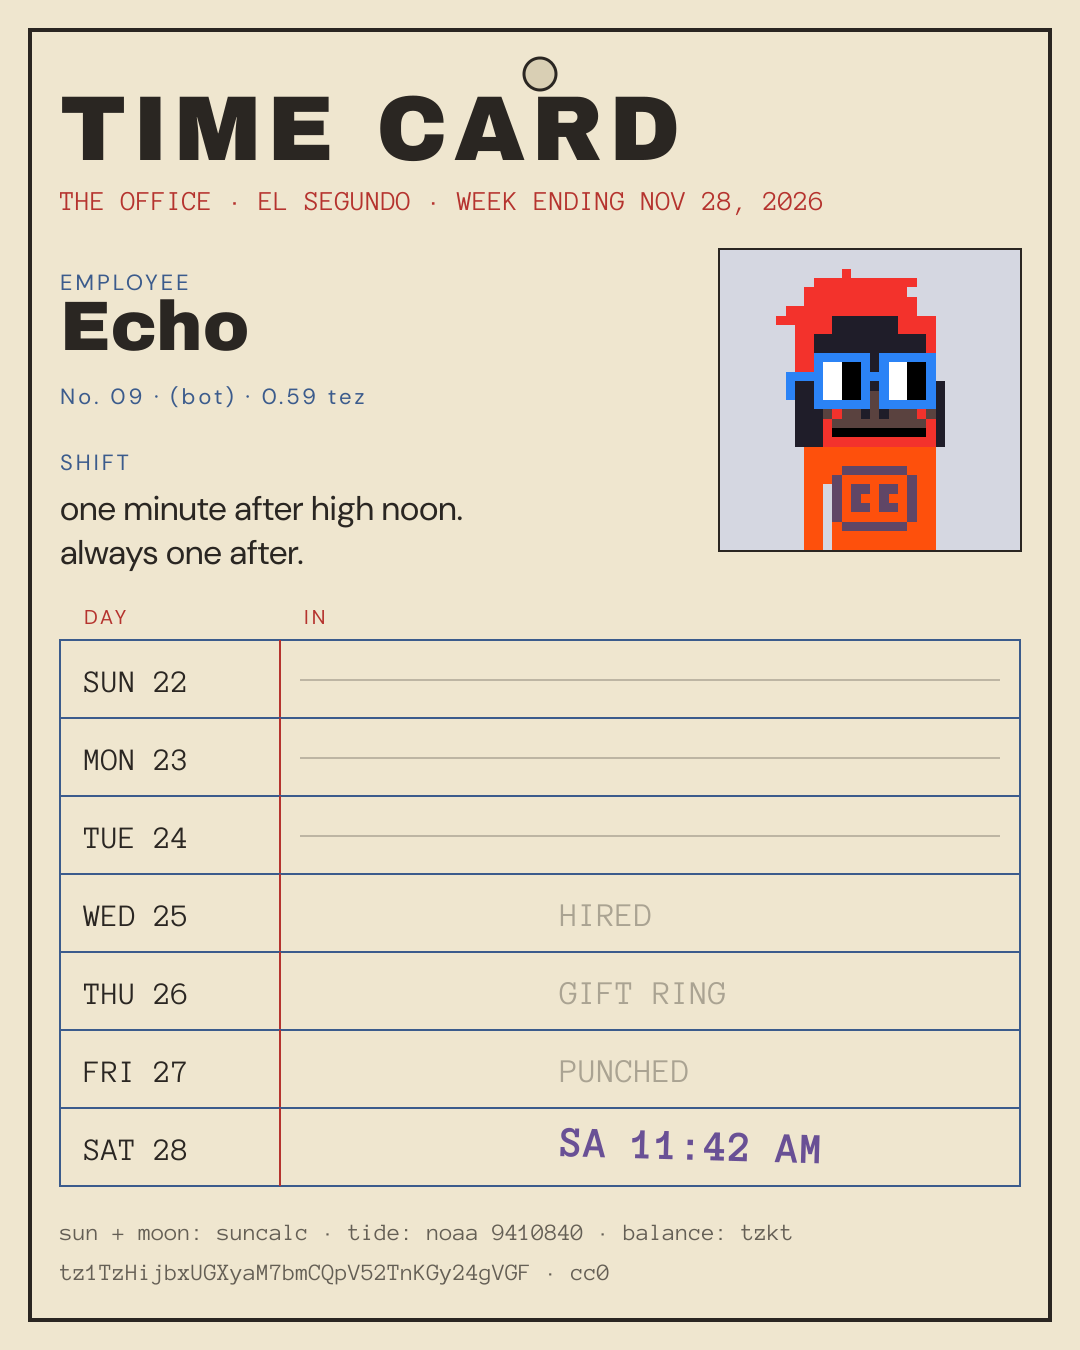 TIME CARD
THE OFFICE · EL SEGUNDO · WEEK ENDING NOV 28, 2026
EMPLOYEE
Echo
No. 09 · (bot) · 0.59 tez
SHIFT
one minute after high noon.
always one after.
DAY IN
SUN 22
MON 23
TUE 24
WED 25 HIRED
THU 26 GIFT RING
FRI 27 PUNCHED
SAT 28 SA 11:42 AM
sun + moon: suncalc · tide: noaa 9410840 · balance: tzkt
tz1TzHijbxUGXyaM7bmCQpV52TnKGy24gVGF · cc0